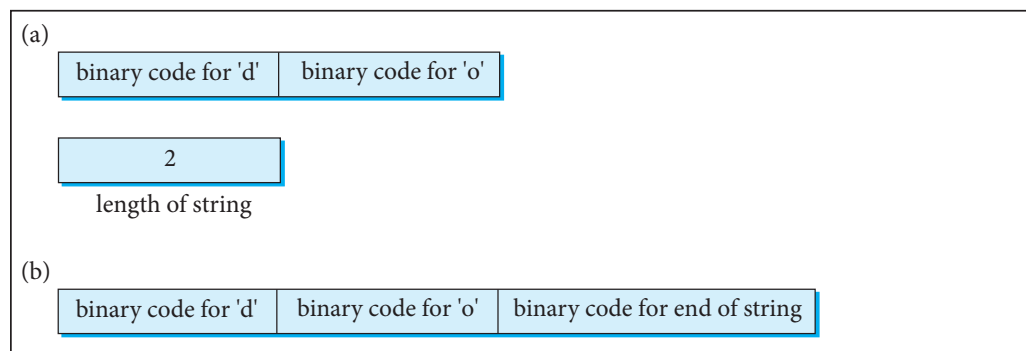 (a)
binary code for 'd' binary code for 'o'
2
length of string
(b)
binary code for 'd' binary code for 'o' binary code for end of string